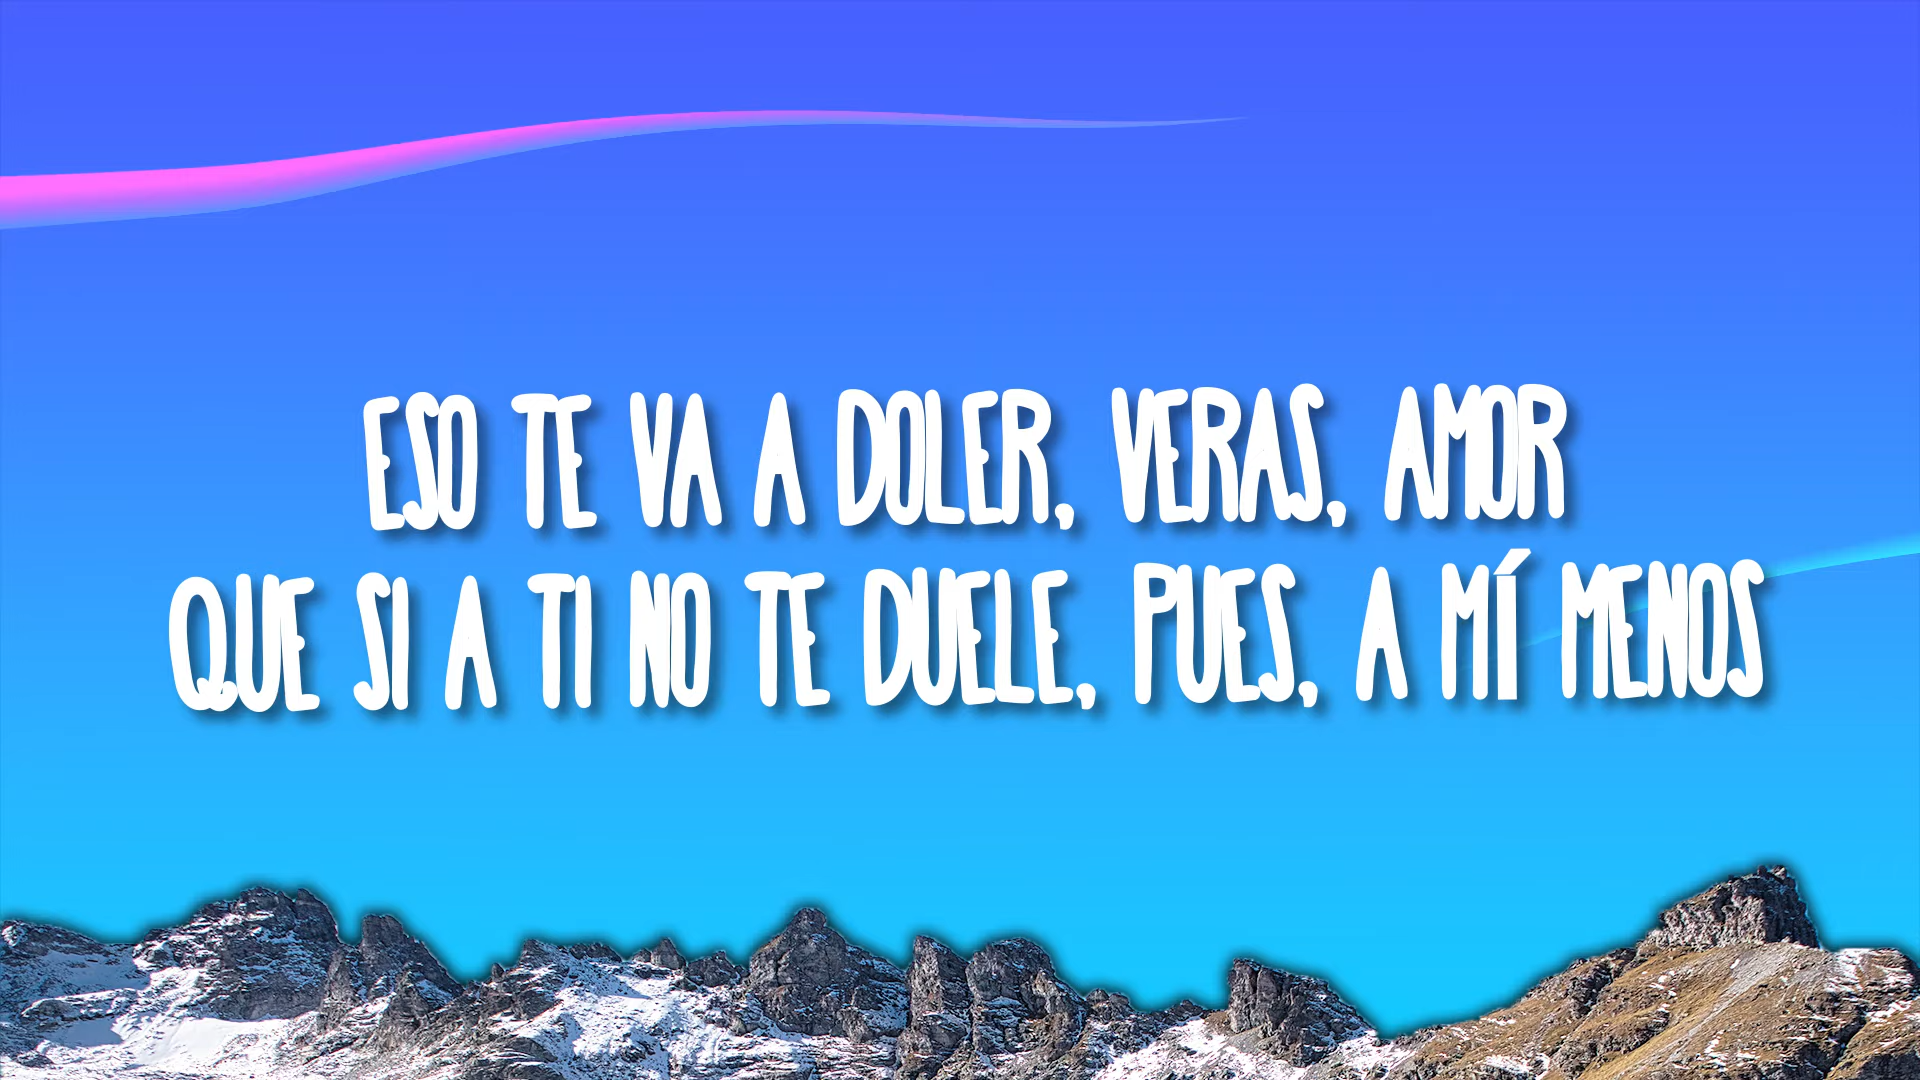 ESO TE VA A DOLER, VERAS, AMOR
QUE SI A TI NO TE DUELE, PUES, A MÍ MENOS